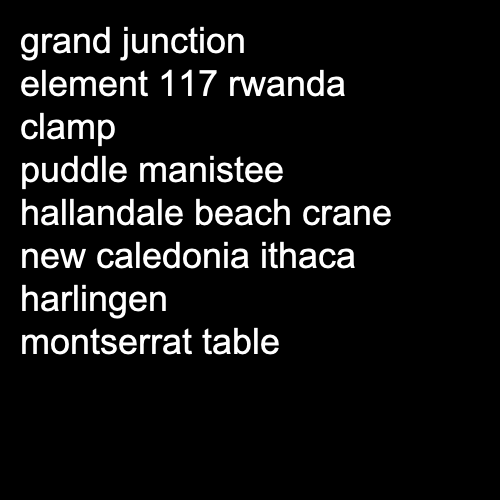 grand junction
element 117 rwanda
clamp
puddle manistee
hallandale beach crane
new caledonia ithaca
harlingen
montserrat table